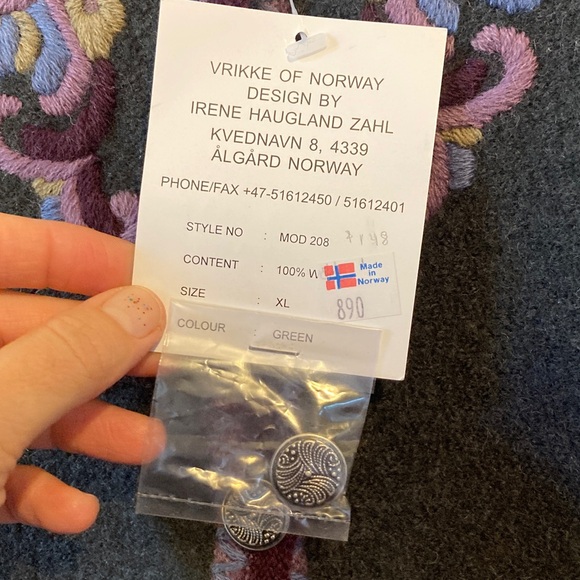 VRIKKE OF NORWAY
DESIGN BY
IRENE HAUGLAND ZAHL
KVEDNAVN 8, 4339
ÅLGÅRD NORWAY
PHONE/FAX +47-51612450 / 51612401
STYLE NO : MOD 208
CONTENT : 100% W
Made
in
Norway
SIZE : XL
890
COLOUR : GREEN